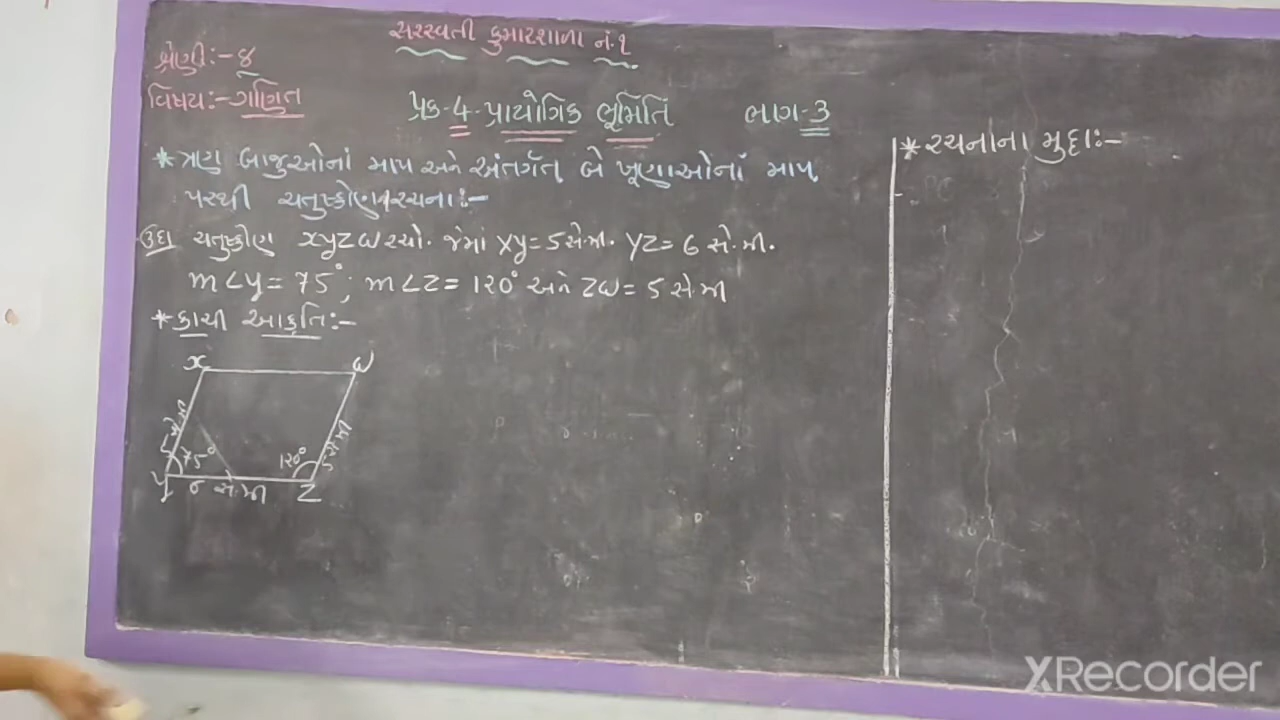 સરસ્વતી કુમારશાળા નં.૧
શ્રેણી:-૪
વિષય:-ગણિત
પ્રક-4-પ્રાયોગિક ભૂમિતિ ભાગ-3
*ત્રણ બાજુઓનાં માપ અને અંતર્ગત બે ખૂણાઓનાં માપ
પરથી ચતુષ્કોણ રચના:-
ઉદા ચતુષ્કોણ XYZW રચો. જેમાં XY=5 સે.મી. YZ= 6 સે.મી.
m∠y= 75°; m∠Z= 120° અને ZW= 5 સે.મી
*કાચી આકૃતિ:-
X W
5 સેમી 5 સેમી
75° 120°
Y 6 સે.મી Z
*રચનાના મુદ્દા:-
XRecorder